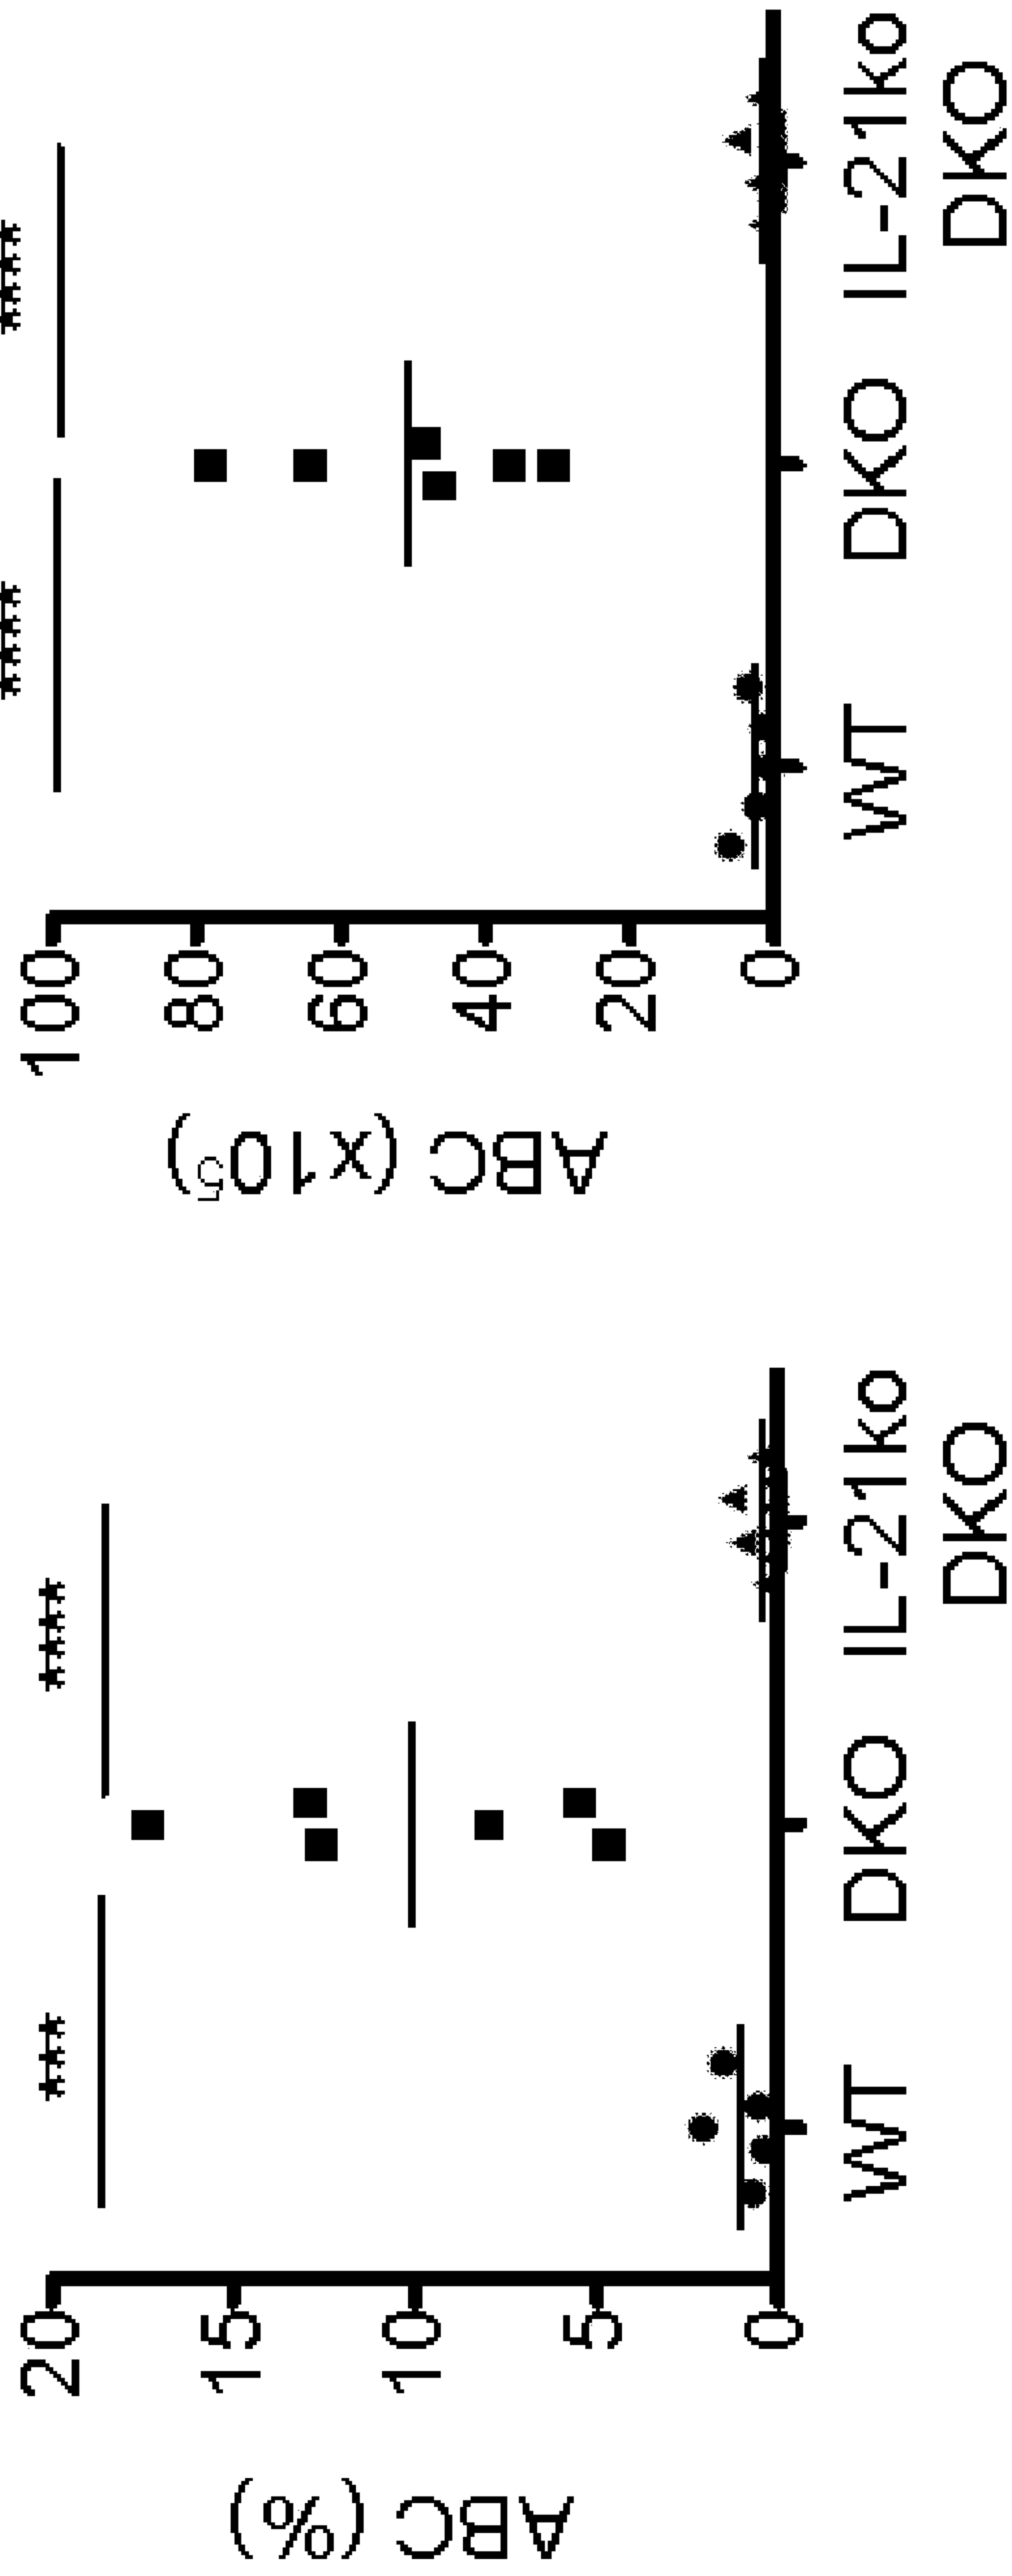 ABC (%)
20
15
10
5
0
***
****
WT
DKO
IL-21ko
DKO
ABC (x10⁵)
100
80
60
40
20
0
****
****
WT
DKO
IL-21ko
DKO